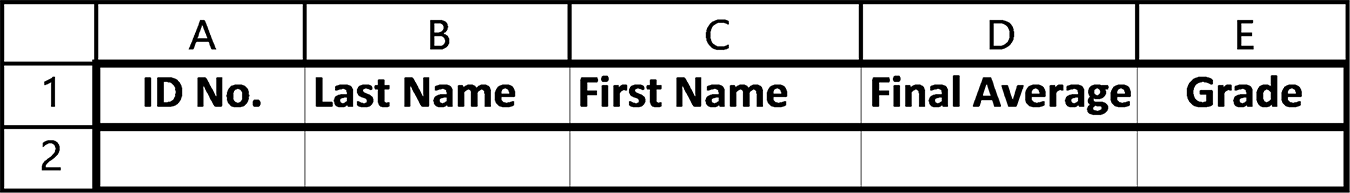 A B C D E
1 ID No. Last Name First Name Final Average Grade
2